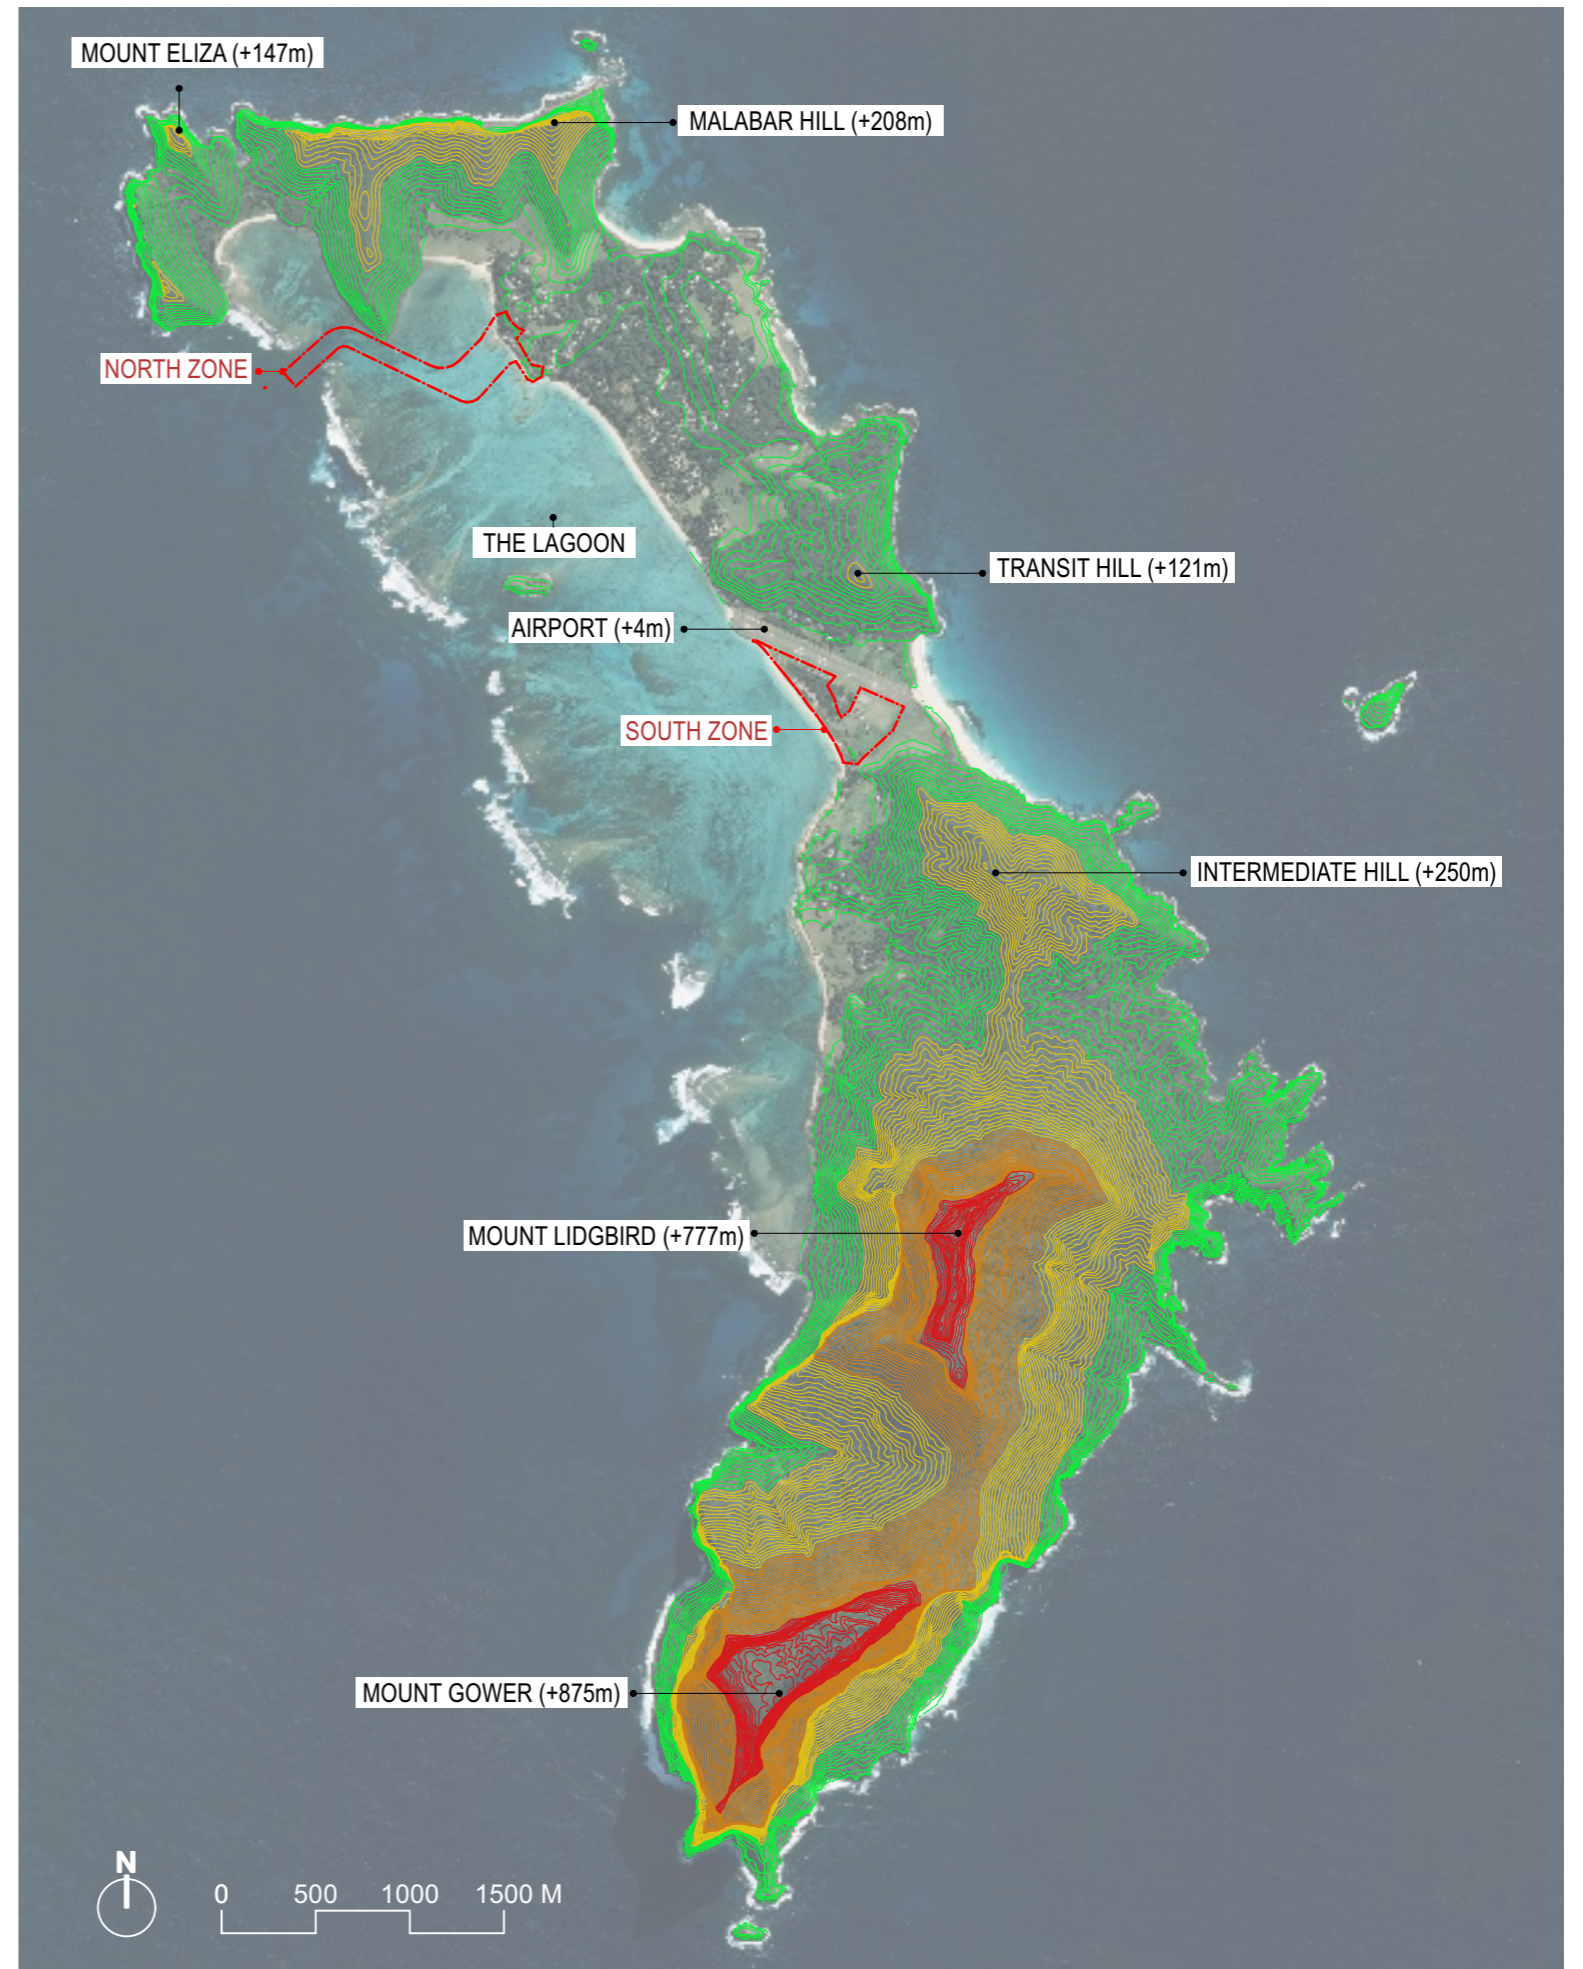 MOUNT ELIZA (+147m)
MALABAR HILL (+208m)
NORTH ZONE
THE LAGOON
TRANSIT HILL (+121m)
AIRPORT (+4m)
SOUTH ZONE
INTERMEDIATE HILL (+250m)
MOUNT LIDGBIRD (+777m)
MOUNT GOWER (+875m)
N
0 500 1000 1500 M